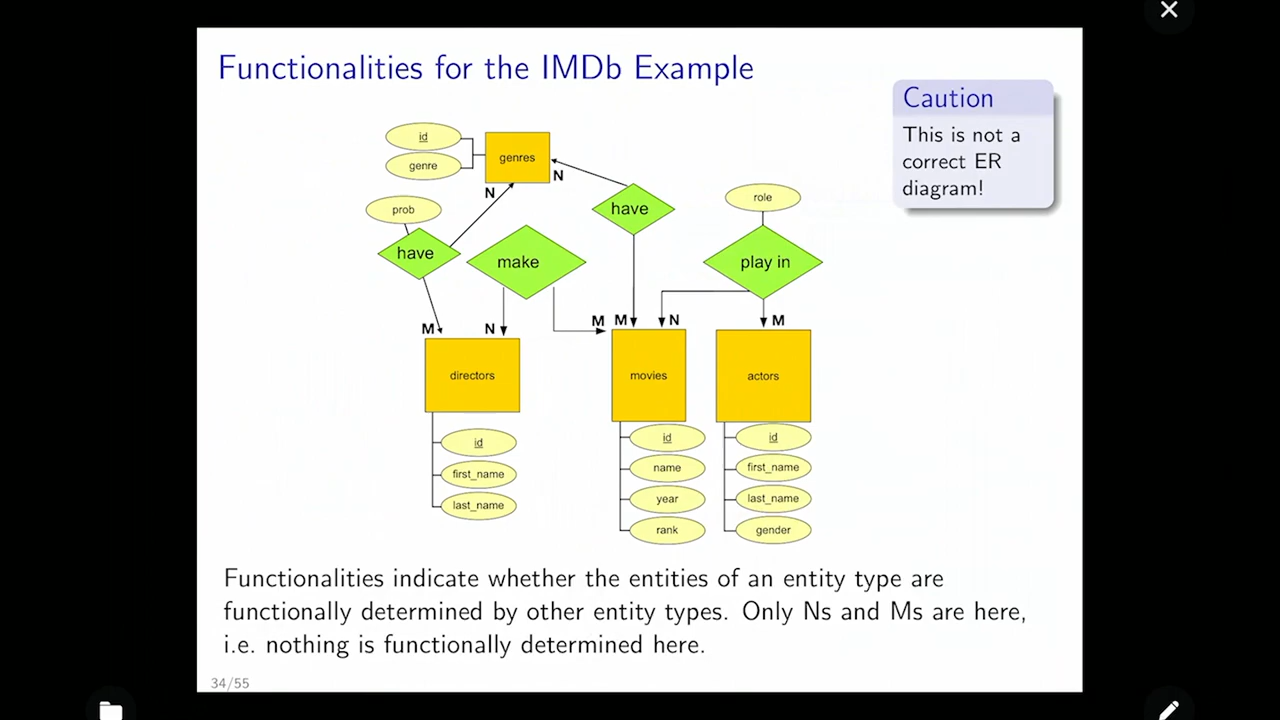 Functionalities for the IMDb Example
Caution
This is not a
correct ER
diagram!
id
genre
genres
N
N
prob
have
make
have
role
play in
M
N
M
M
N
M
directors
movies
actors
id
first_name
last_name
id
name
year
rank
id
first_name
last_name
gender
Functionalities indicate whether the entities of an entity type are
functionally determined by other entity types. Only Ns and Ms are here,
i.e. nothing is functionally determined here.
34/55